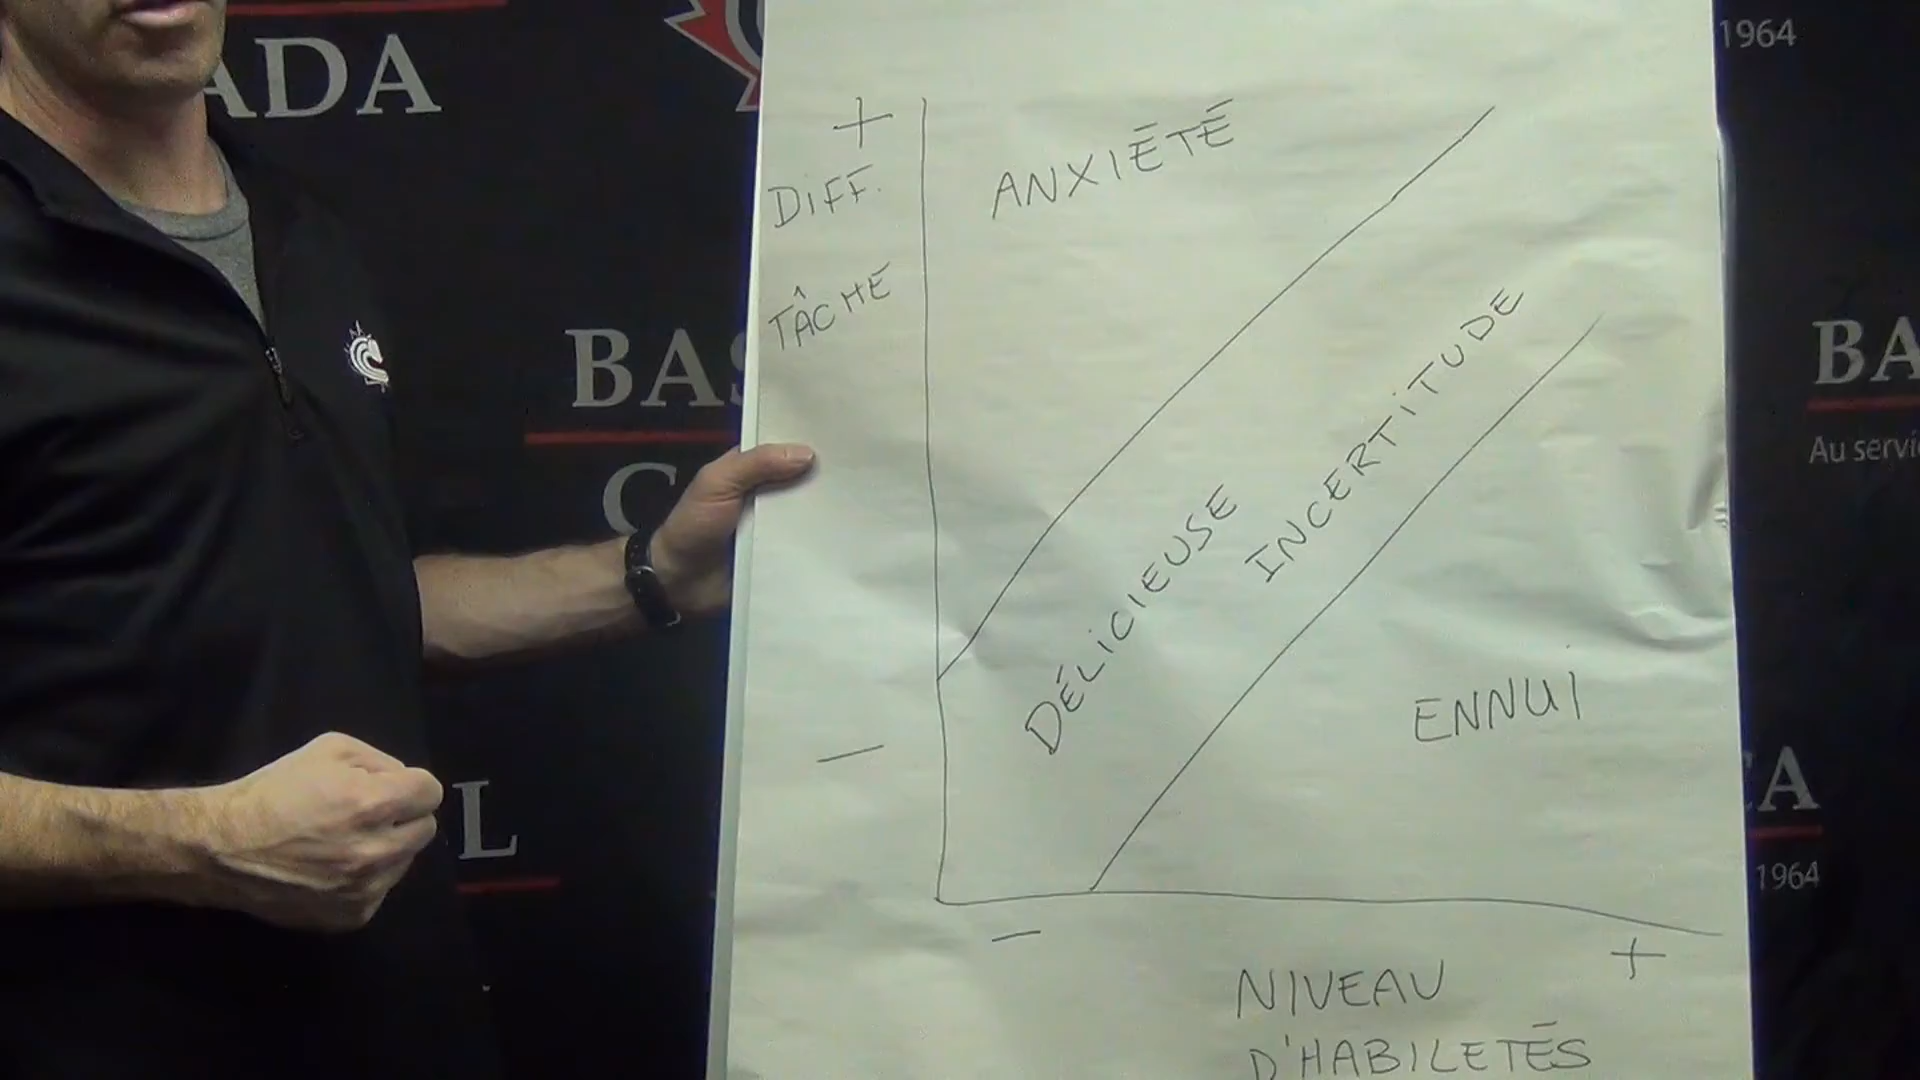 ADA
1964
+
DIFF.
TÂCHE
-
ANXIÉTÉ
DÉLICIEUSE
INCERTITUDE
ENNUI
-
+
NIVEAU
D'HABILETÉS
BAS
C
BA
Au servi
L
CA
1964